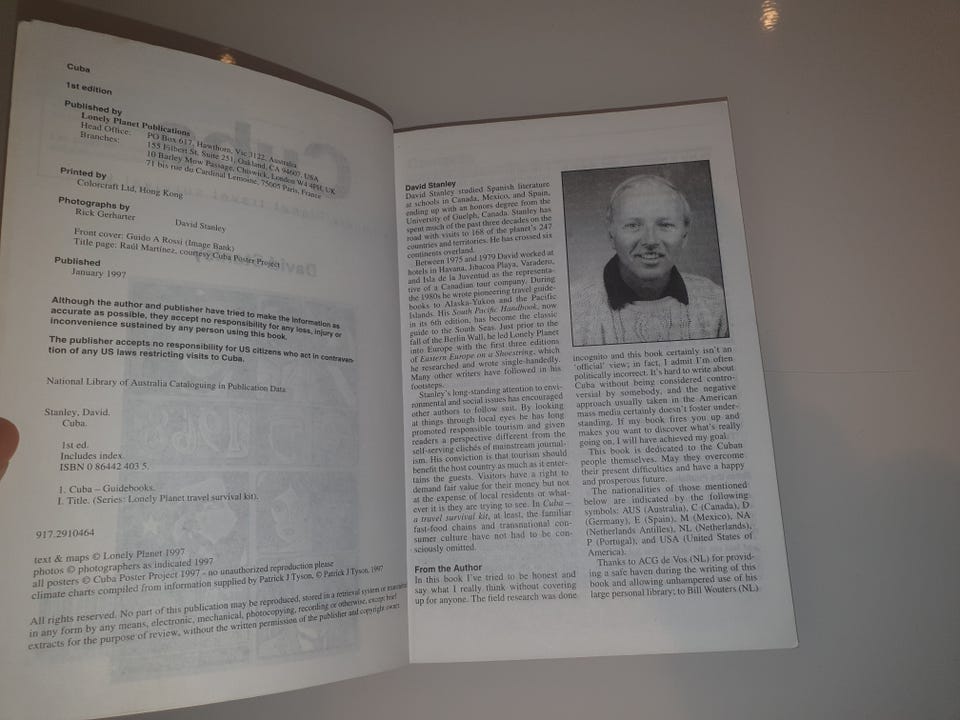 Cuba
1st edition
Published by
Lonely Planet Publications
Head Office: PO Box 617, Hawthorn, Vic 3122, Australia
Branches: 155 Filbert St, Suite 251, Oakland, CA 94607, USA
10 Barley Mow Passage, Chiswick, London W4 4PH, UK
71 bis rue du Cardinal Lemoine, 75005 Paris, France
Printed by
Colorcraft Ltd, Hong Kong
Photographs by
Rick Gerharter David Stanley
Front cover: Guido A Rossi (Image Bank)
Title page: Raúl Martínez, courtesy Cuba Poster Project
Published
January 1997
Although the author and publisher have tried to make the information as
accurate as possible, they accept no responsibility for any loss, injury or
inconvenience sustained by any person using this book.
The publisher accepts no responsibility for US citizens who act in contraven-
tion of any US laws restricting visits to Cuba.
National Library of Australia Cataloguing in Publication Data
Stanley, David.
Cuba.
1st ed.
Includes index.
ISBN 0 86442 403 5.
1. Cuba – Guidebooks.
I. Title. (Series: Lonely Planet travel survival kit).
917.2910464
text & maps © Lonely Planet 1997
photos © photographers as indicated 1997
all posters © Cuba Poster Project 1997 - no unauthorized reproduction please
climate charts compiled from information supplied by Patrick J Tyson, © Patrick J Tyson, 1997
All rights reserved. No part of this publication may be reproduced, stored in a retrieval system or transmitted
in any form by any means, electronic, mechanical, photocopying, recording or otherwise, except brief
extracts for the purpose of review, without the written permission of the publisher and copyright owner.
David Stanley
David Stanley studied Spanish literature
at schools in Canada, Mexico, and Spain,
ending up with an honors degree from the
University of Guelph, Canada. Stanley has
spent much of the past three decades on the
road with visits to 168 of the planet's 247
countries and territories. He has crossed six
continents overland.
Between 1975 and 1979 David worked at
hotels in Havana, Jibacoa Playa, Varadero,
and Isla de la Juventud as the representa-
tive of a Canadian tour company. During
the 1980s he wrote pioneering travel guide-
books to Alaska-Yukon and the Pacific
Islands. His South Pacific Handbook, now
in its 6th edition, has become the classic
guide to the South Seas. Just prior to the
fall of the Berlin Wall, he led Lonely Planet
into Europe with the first three editions
of Eastern Europe on a Shoestring, which
he researched and wrote single-handedly.
Many other writers have followed in his
footsteps.
Stanley's long-standing attention to envi-
ronmental and social issues has encouraged
other authors to follow suit. By looking
at things through local eyes he has long
promoted responsible tourism and given
readers a perspective different from the
self-serving clichés of mainstream journal-
ism. His conviction is that tourism should
benefit the host country as much as it enter-
tains the guests. Visitors have a right to
demand fair value for their money but not
at the expense of local residents or what-
ever it is they are trying to see. In Cuba –
a travel survival kit, at least, the familiar
fast-food chains and transnational con-
sumer culture have not had to be con-
sciously omitted.
From the Author
In this book I've tried to be honest and
say what I really think without covering
up for anyone. The field research was done
incognito and this book certainly isn't an
'official' view; in fact, I admit I'm often
politically incorrect. It's hard to write about
Cuba without being considered contro-
versial by somebody, and the negative
approach usually taken in the American
mass media certainly doesn't foster under-
standing. If my book fires you up and
makes you want to discover what's really
going on, I will have achieved my goal.
This book is dedicated to the Cuban
people themselves. May they overcome
their present difficulties and have a happy
and prosperous future.
The nationalities of those mentioned
below are indicated by the following
symbols: AUS (Australia), C (Canada), D
(Germany), E (Spain), M (Mexico), NA
(Netherlands Antilles), NL (Netherlands),
P (Portugal), and USA (United States of
America).
Thanks to ACG de Vos (NL) for provid-
ing a safe haven during the writing of this
book and allowing unhampered use of his
large personal library; to Bill Wouters (NL)